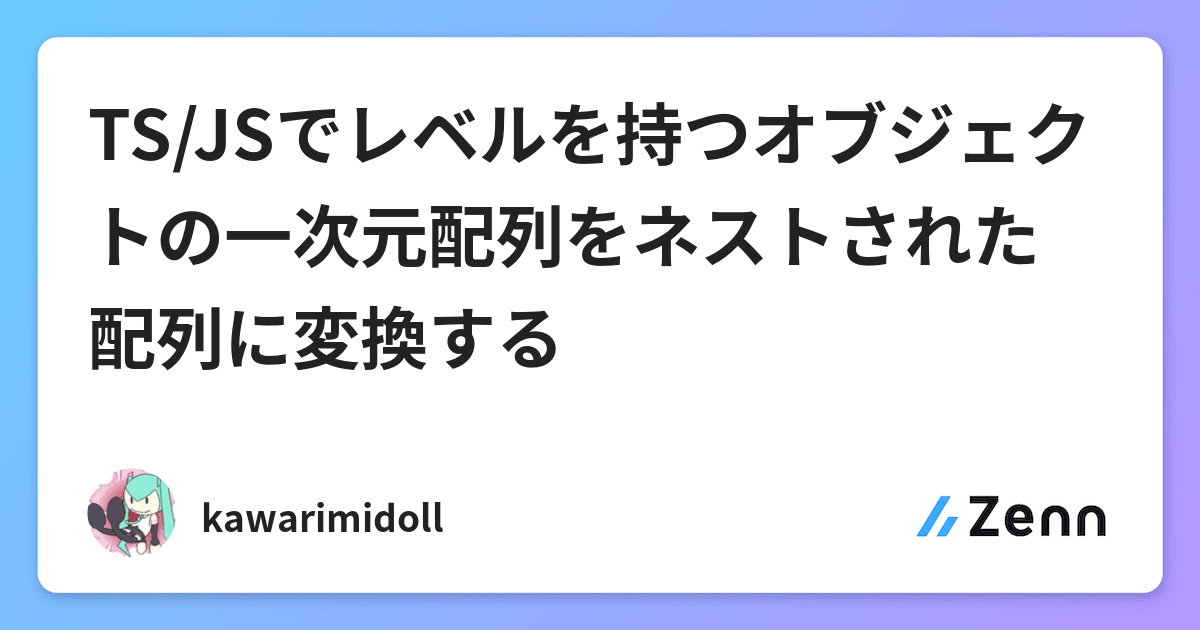 TS/JSでレベルを持つオブジェク
トの一次元配列をネストされた
配列に変換する
kawarimidoll
Zenn